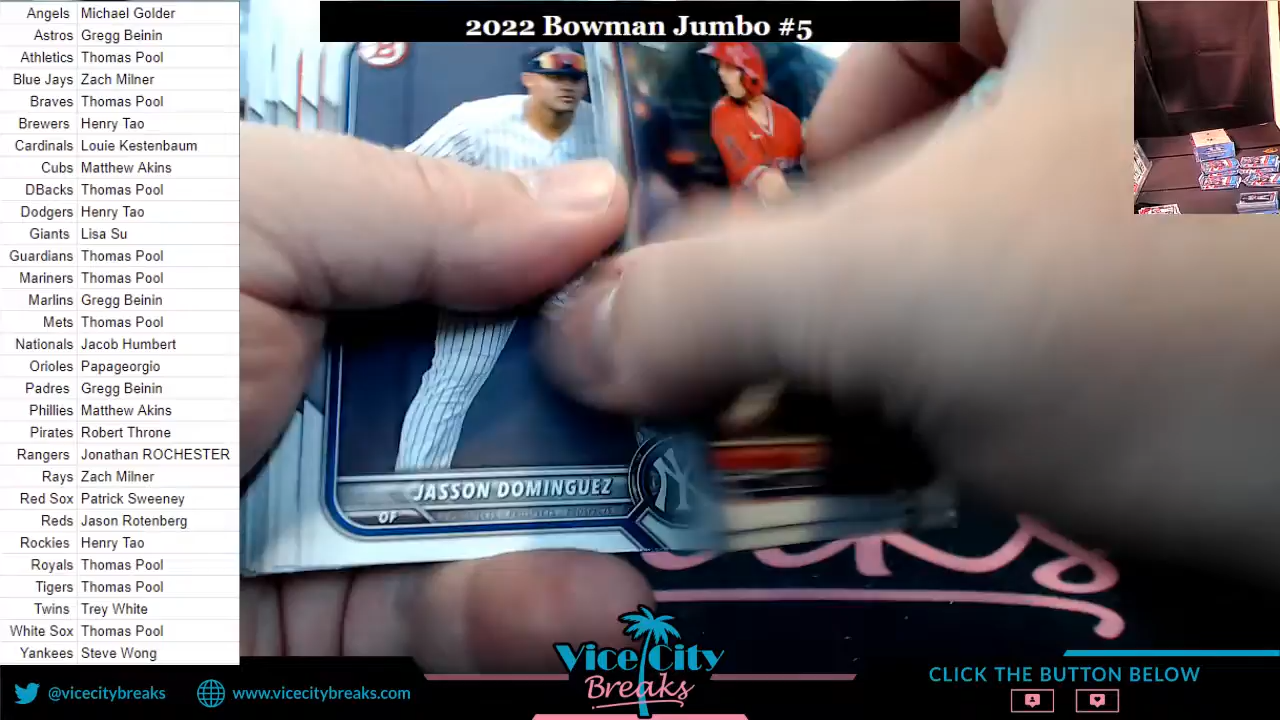 2022 Bowman Jumbo #5
Angels Michael Golder
Astros Gregg Beinin
Athletics Thomas Pool
Blue Jays Zach Milner
Braves Thomas Pool
Brewers Henry Tao
Cardinals Louie Kestenbaum
Cubs Matthew Akins
DBacks Thomas Pool
Dodgers Henry Tao
Giants Lisa Su
Guardians Thomas Pool
Mariners Thomas Pool
Marlins Gregg Beinin
Mets Thomas Pool
Nationals Jacob Humbert
Orioles Papageorgio
Padres Gregg Beinin
Phillies Matthew Akins
Pirates Robert Throne
Rangers Jonathan ROCHESTER
Rays Zach Milner
Red Sox Patrick Sweeney
Reds Jason Rotenberg
Rockies Henry Tao
Royals Thomas Pool
Tigers Thomas Pool
Twins Trey White
White Sox Thomas Pool
Yankees Steve Wong
JASSON DOMINGUEZ
OF
NY
Vice City
Breaks
@vicecitybreaks
www.vicecitybreaks.com
CLICK THE BUTTON BELOW